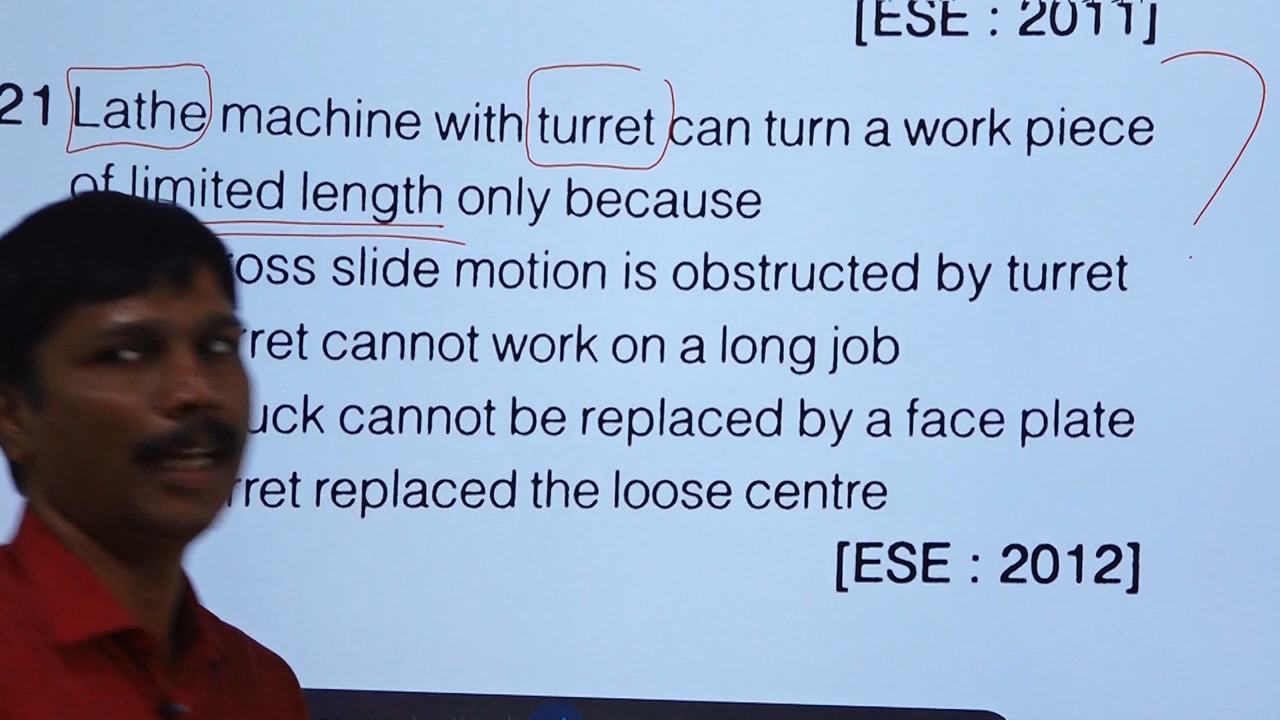 [ESE : 2011]
21 Lathe machine with turret can turn a work piece
of limited length only because
oss slide motion is obstructed by turret
rret cannot work on a long job
uck cannot be replaced by a face plate
rret replaced the loose centre
[ESE : 2012]